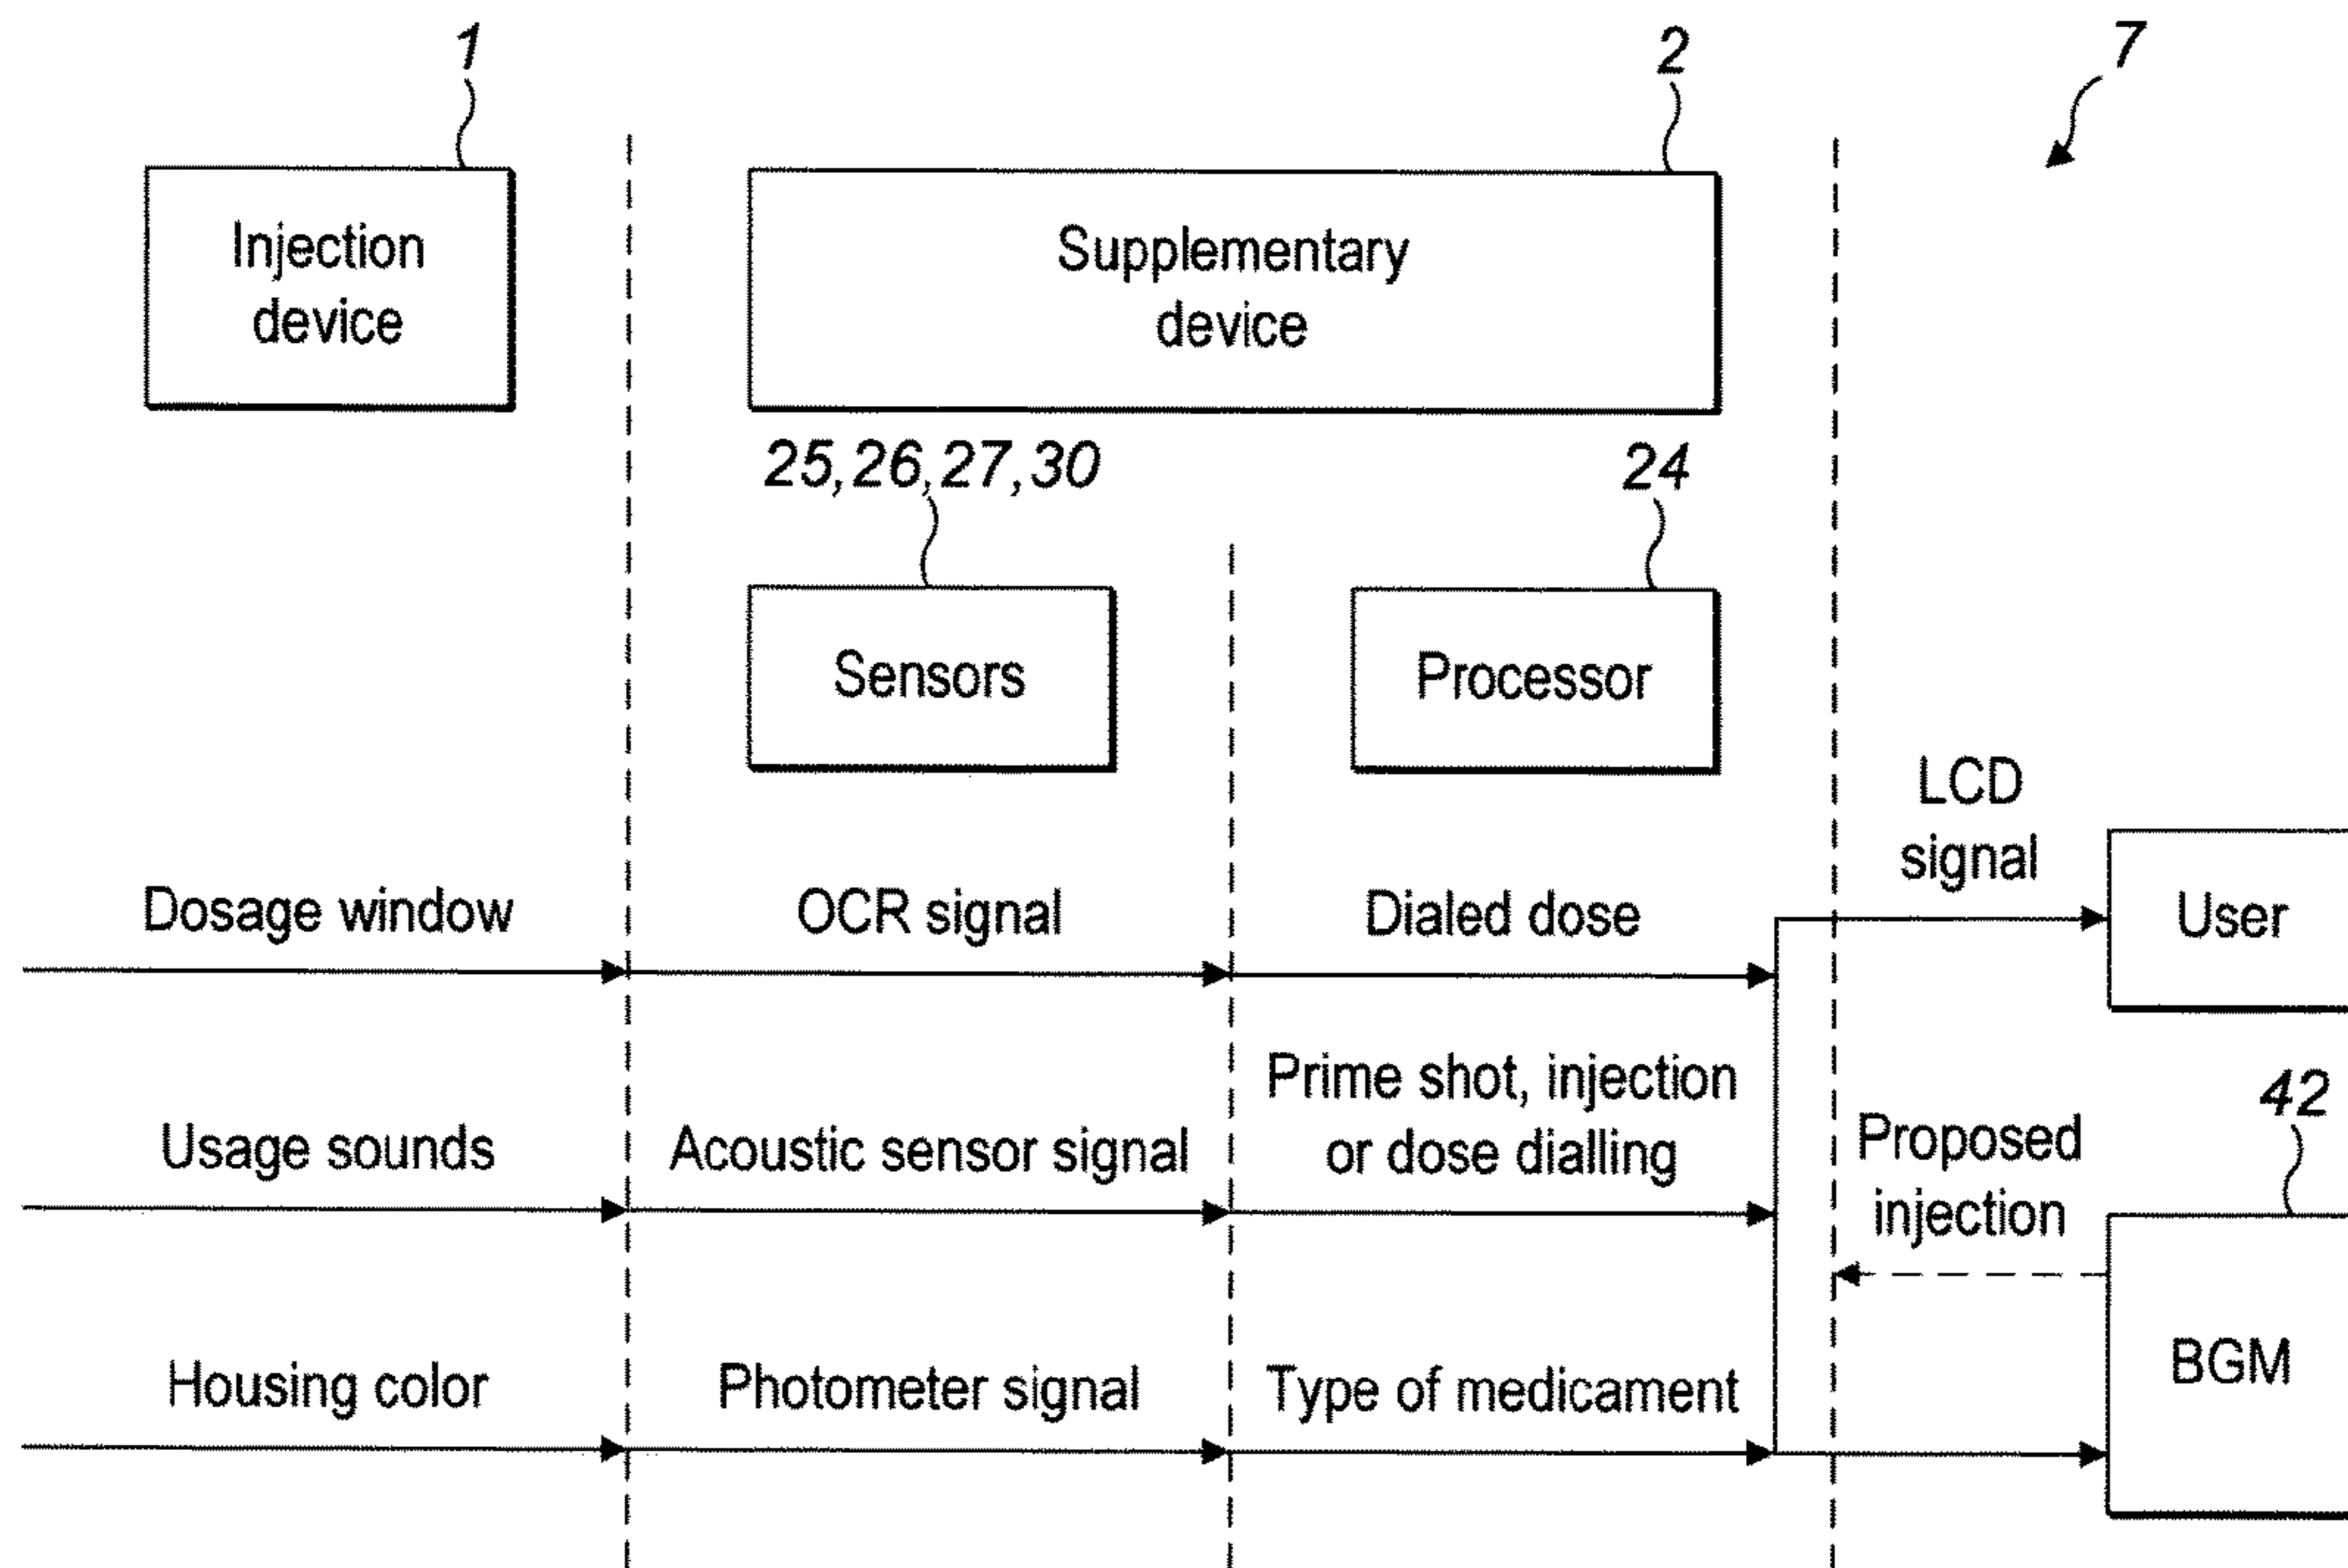 1
2
7
Injection
device
Supplementary
device
25, 26, 27, 30
24
Sensors
Processor
LCD
signal
Dosage window
OCR signal
Dialed dose
User
Usage sounds
Acoustic sensor signal
Prime shot, injection
or dose dialling
Proposed
injection
42
BGM
Housing color
Photometer signal
Type of medicament